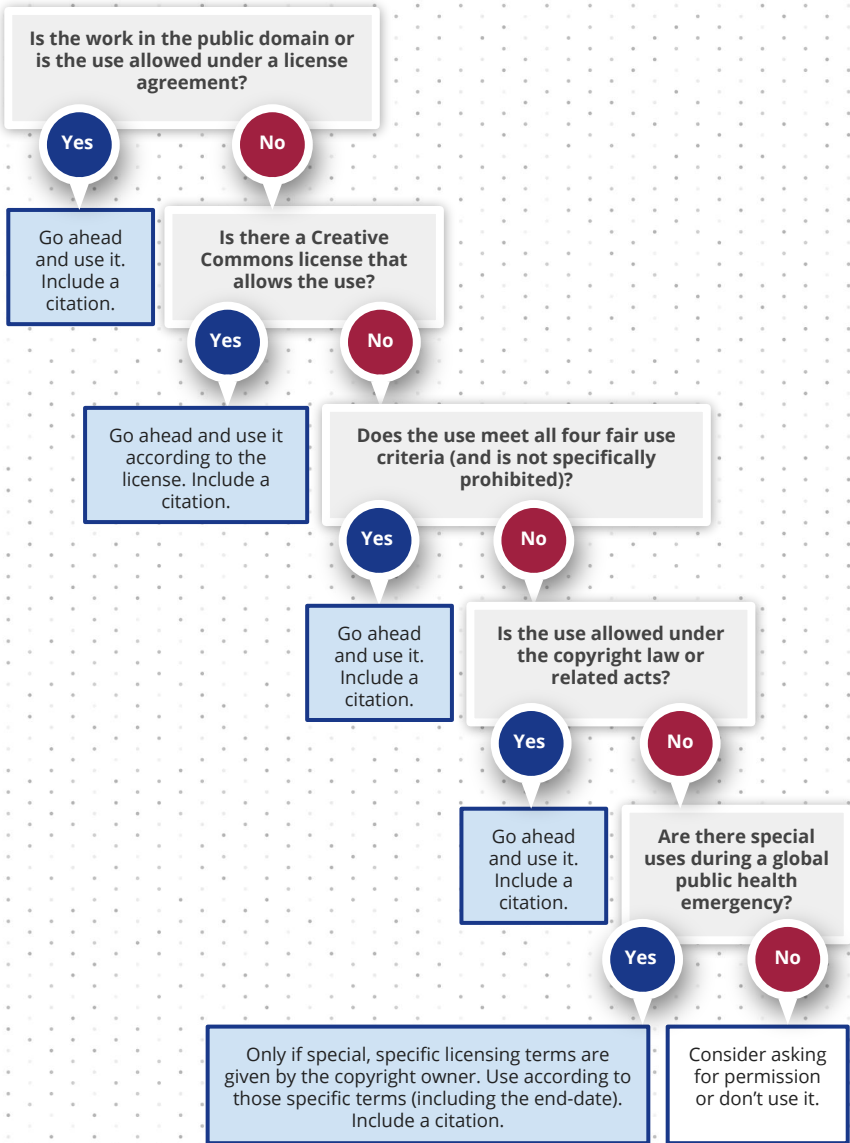 Is the work in the public domain or
is the use allowed under a license
agreement?
Yes
No
Go ahead
and use it.
Include a
citation.
Is there a Creative
Commons license that
allows the use?
Yes
No
Go ahead and use it
according to the
license. Include a
citation.
Does the use meet all four fair use
criteria (and is not specifically
prohibited)?
Yes
No
Go ahead
and use it.
Include a
citation.
Is the use allowed under
the copyright law or
related acts?
Yes
No
Go ahead
and use it.
Include a
citation.
Are there special
uses during a global
public health
emergency?
Yes
No
Only if special, specific licensing terms are
given by the copyright owner. Use according to
those specific terms (including the end-date).
Include a citation.
Consider asking
for permission
or don’t use it.